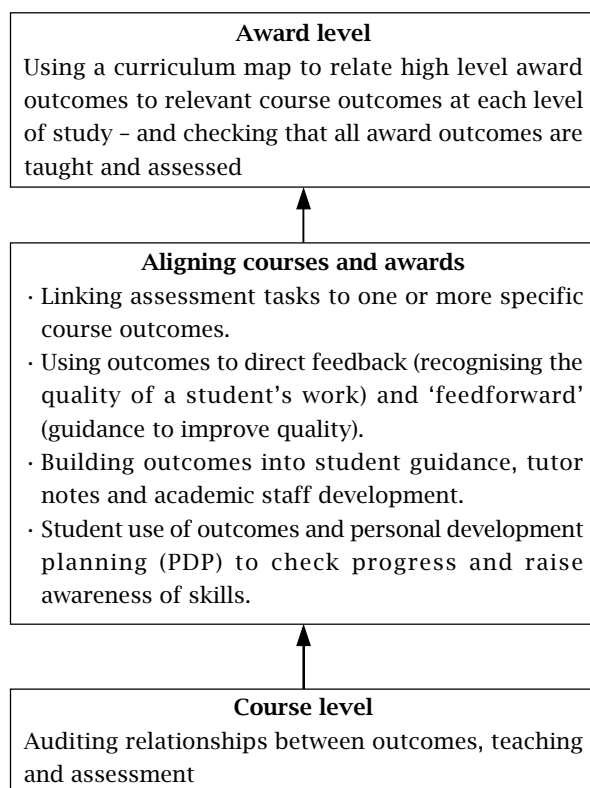 Award level
Using a curriculum map to relate high level award
outcomes to relevant course outcomes at each level
of study – and checking that all award outcomes are
taught and assessed
Aligning courses and awards
· Linking assessment tasks to one or more specific
course outcomes.
· Using outcomes to direct feedback (recognising the
quality of a student’s work) and ‘feedforward’
(guidance to improve quality).
· Building outcomes into student guidance, tutor
notes and academic staff development.
· Student use of outcomes and personal development
planning (PDP) to check progress and raise
awareness of skills.
Course level
Auditing relationships between outcomes, teaching
and assessment